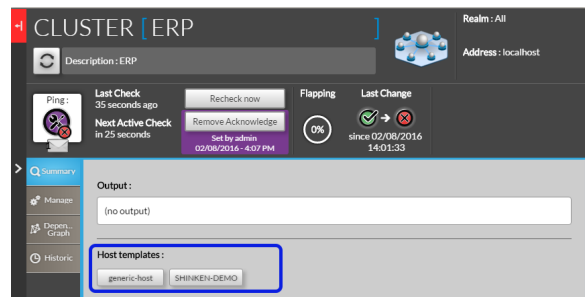 CLUSTER [ ERP ]
Description : ERP
Realm : All
Address : localhost
Ping :
Last Check
35 seconds ago
Next Active Check
in 25 seconds
Recheck now
Remove Acknowledge
Set by admin
02/08/2016 - 4:07 PM
Flapping
0%
Last Change
since 02/08/2016
14:01:33
Summary
Manage
Depen..
Graph
Historic
Output :
(no output)
Host templates :
generic-host
SHINKEN-DEMO